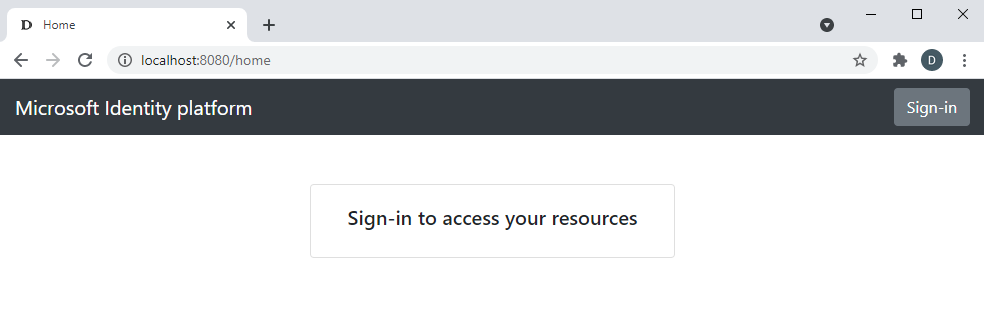 D Home
localhost:8080/home
D
Microsoft Identity platform
Sign-in
Sign-in to access your resources